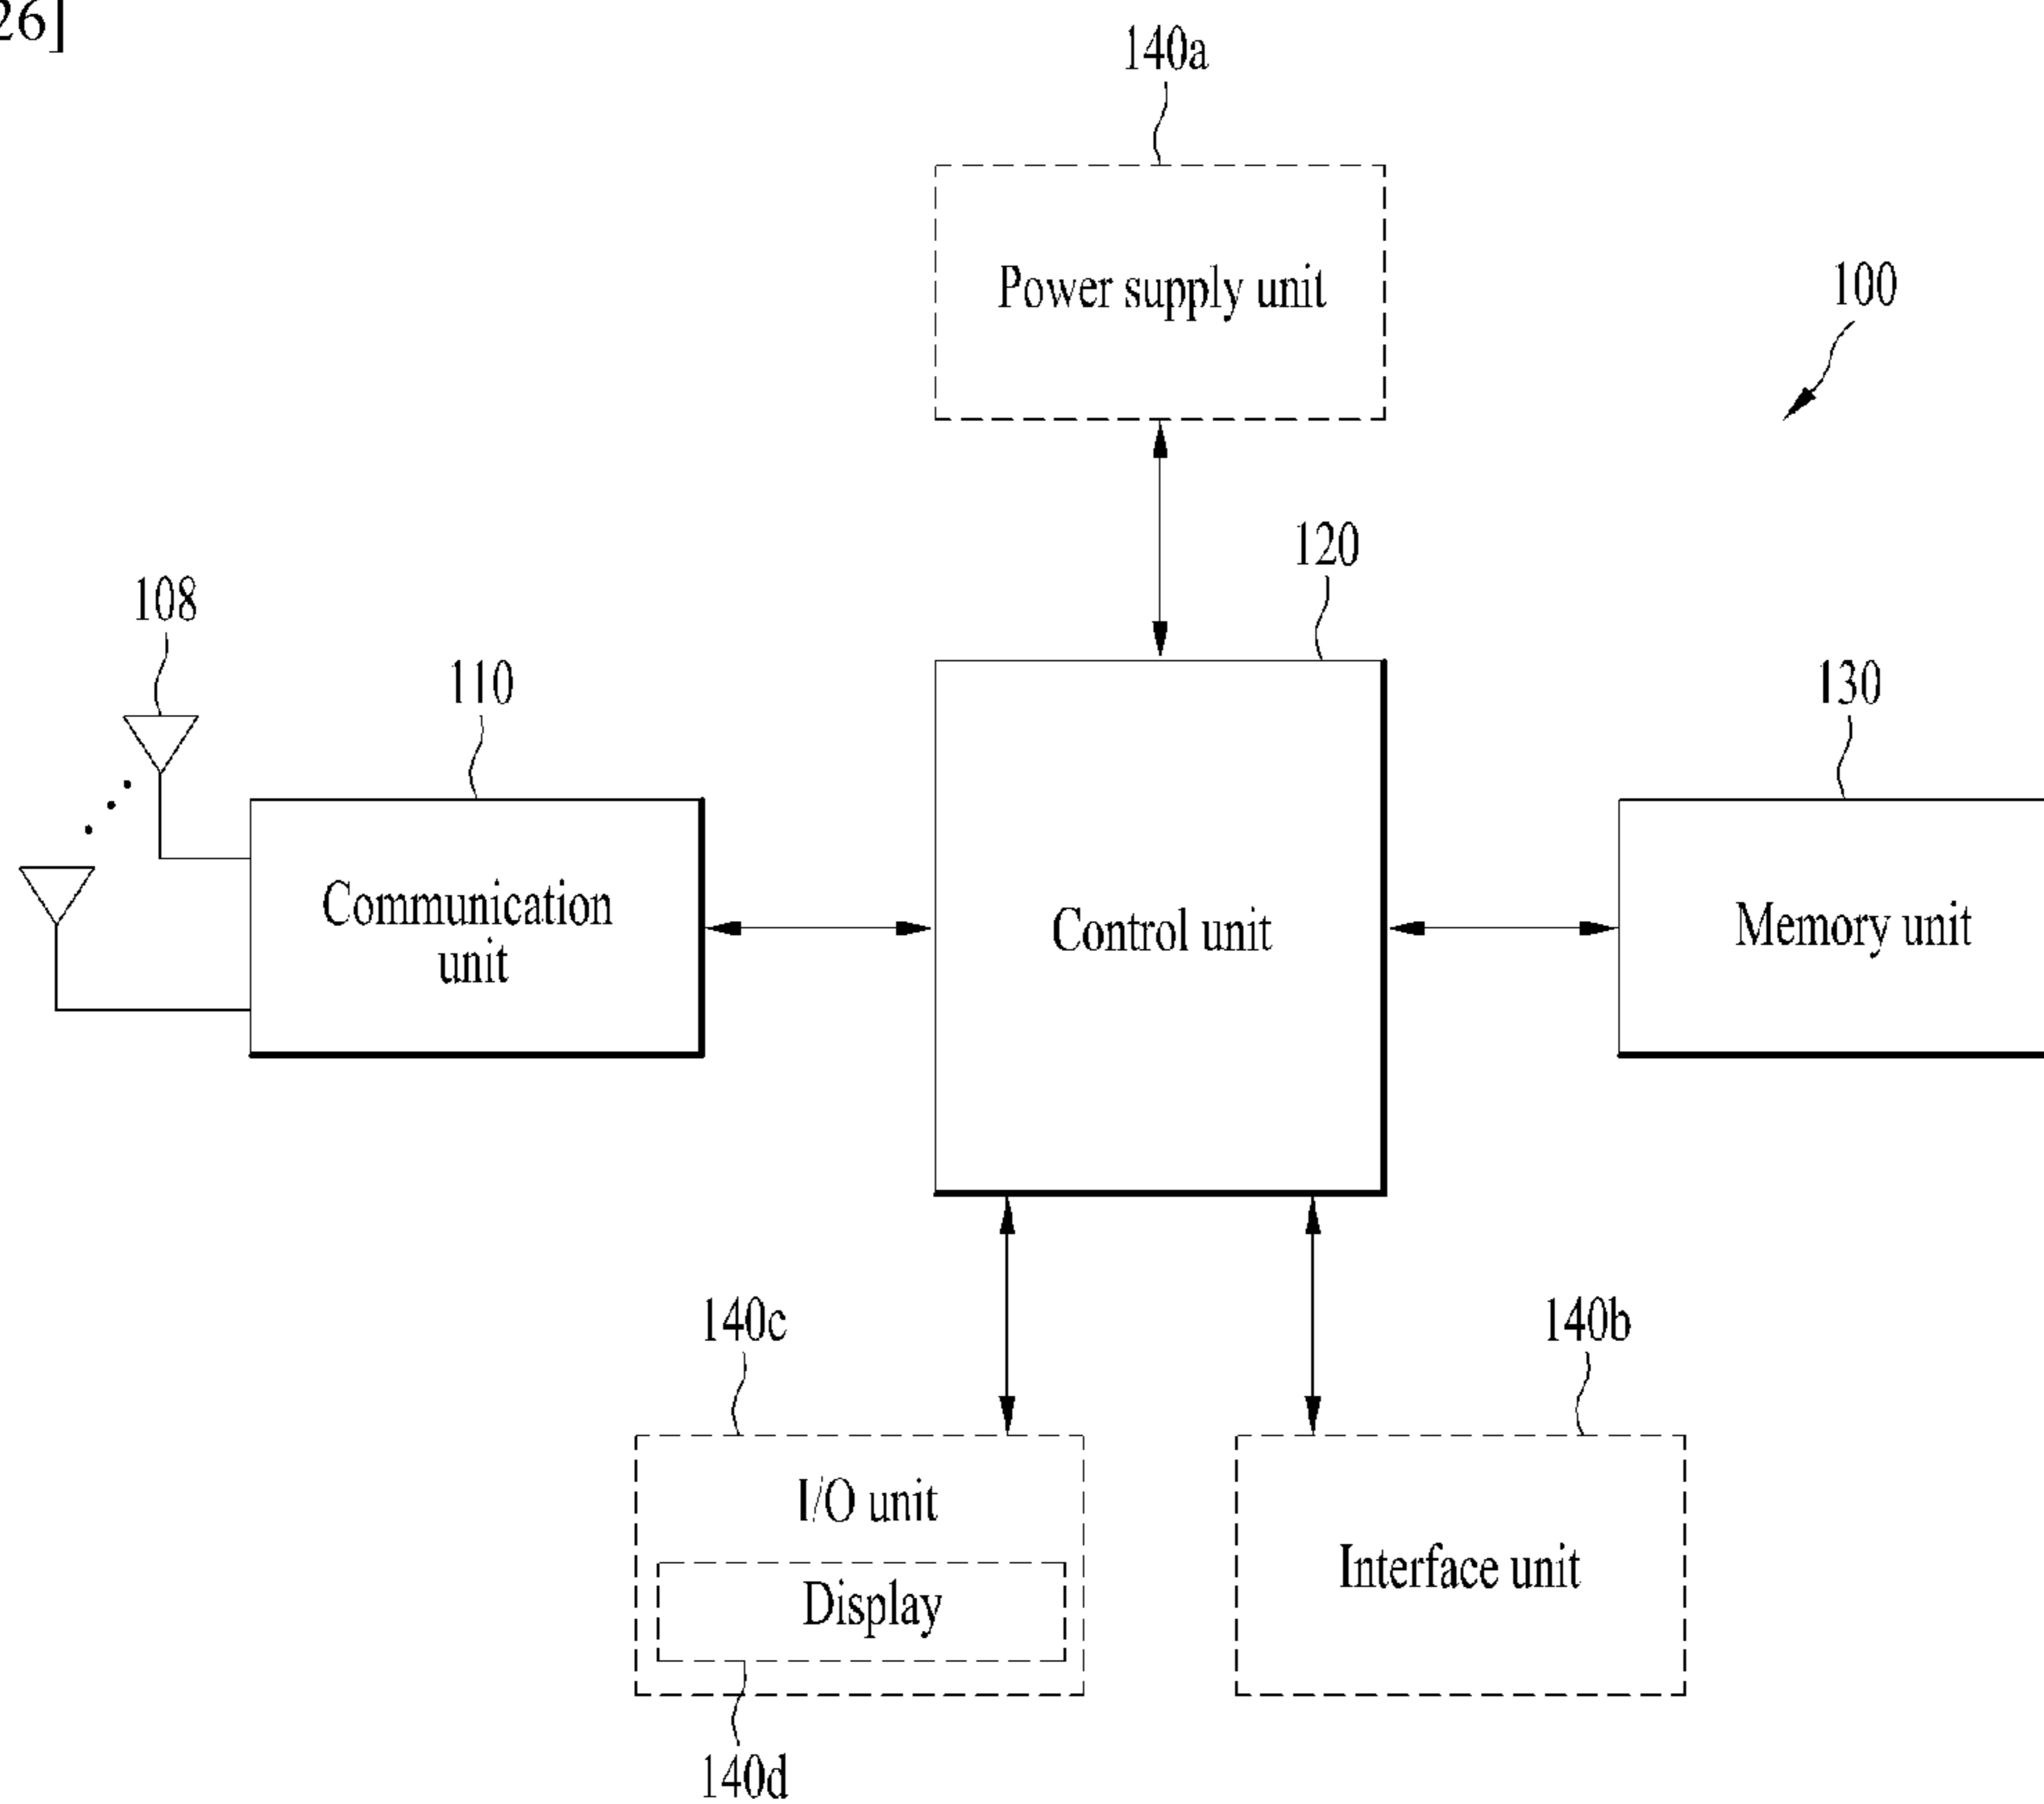 26]
140a
Power supply unit
100
120
108
110
130
Communication
unit
Control unit
Memory unit
140c
140b
I/O unit
Interface unit
Display
140d